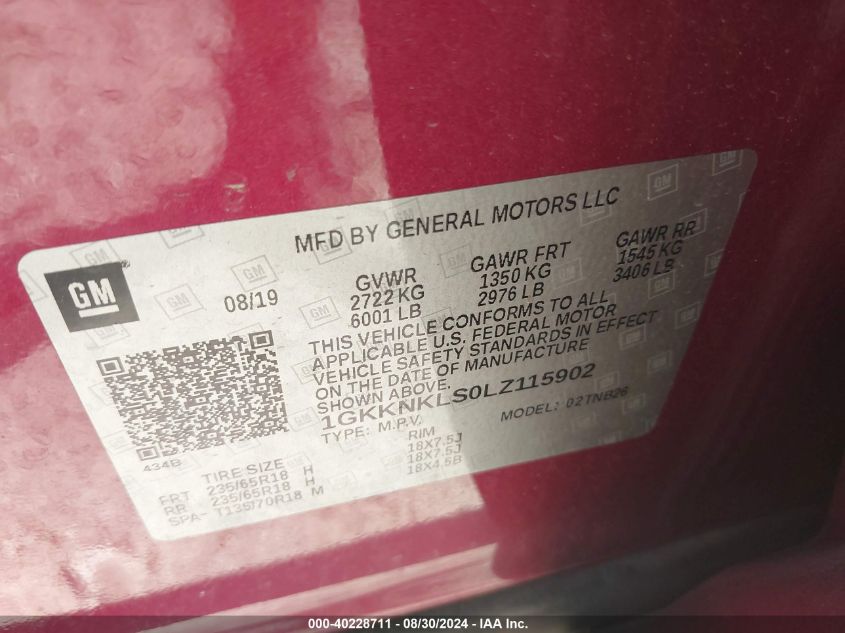 MFD BY GENERAL MOTORS LLC
GM
08/19
GVWR
2722 KG
6001 LB
GAWR FRT
1350 KG
2976 LB
GAWR RR
1545 KG
3406 LB
THIS VEHICLE CONFORMS TO ALL
APPLICABLE U.S. FEDERAL MOTOR
VEHICLE SAFETY STANDARDS IN EFFECT
ON THE DATE OF MANUFACTURE
SHOWN ABOVE.
1GKKNKLS0LZ115902
TYPE: M.P.V. MODEL: 02TNB26
434B
TIRE SIZE RIM
FRT 235/65R18 H 18X7.5J
RR 235/65R18 H 18X7.5J
SPA- T135/70R18 M 18X4.5B
000-40228711 - 08/30/2024 - IAA Inc.